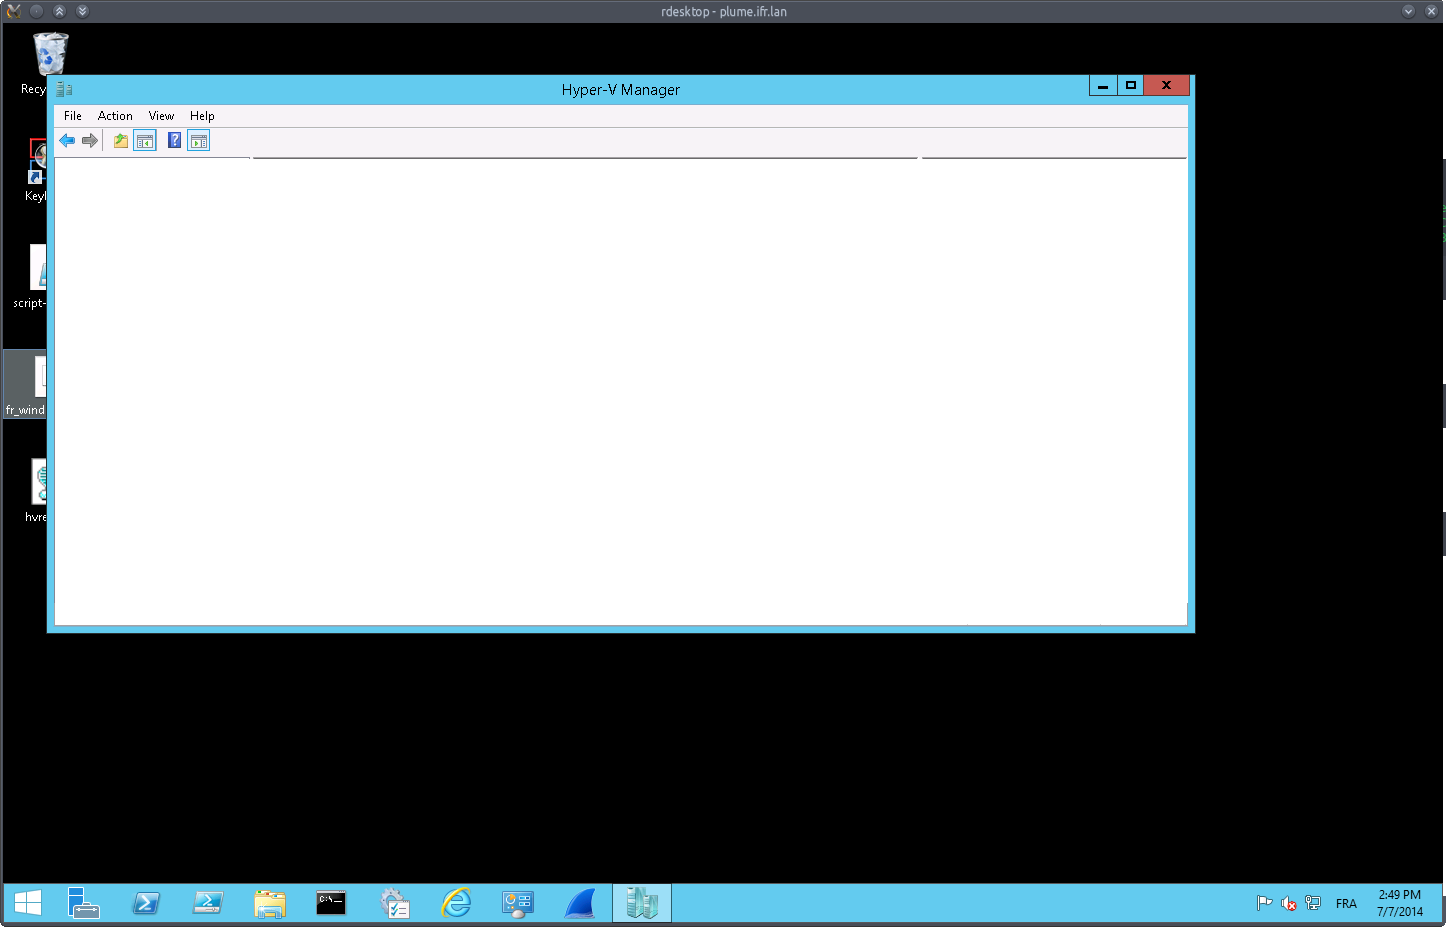 rdesktop - plume.ifr.lan
Recy
Hyper-V Manager
File Action View Help
Keyl
script-
fr_wind
hvre
C:\._
FRA
2:49 PM
7/7/2014